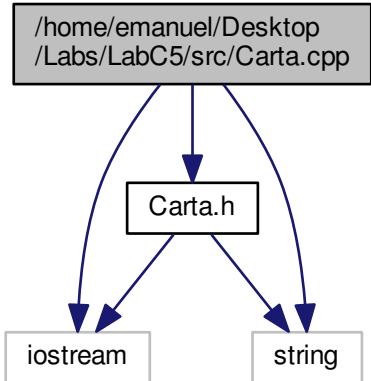 /home/emanuel/Desktop
/Labs/LabC5/src/Carta.cpp
Carta.h
iostream
string